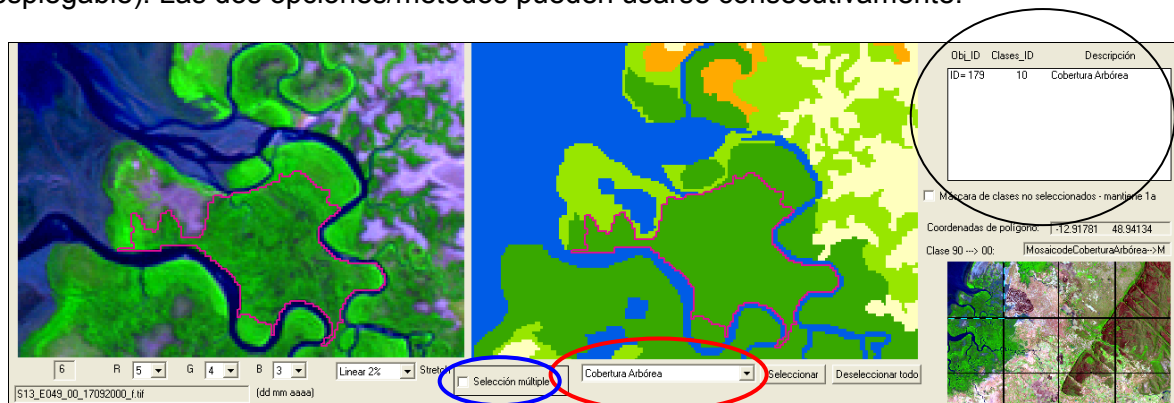 desplegable). Las dos opciones/métodos pueden usarse consecutivamente.
Obj_ID Clases_ID Descripción
ID= 179 10 Cobertura Arbórea
Máscara de clases no seleccionados - mantiene 1a
Coordenadas de polígono: -12.91781 48.94134
Clase 90 ---> 00: MosaicodeCoberturaArbórea-->M
6 R 5 G 4 B 3 Linear 2% Stretch
Selección múltiple
Cobertura Arbórea
Seleccionar
Deseleccionar todo
S13_E049_00_17092000_f.tif (dd mm aaaa)